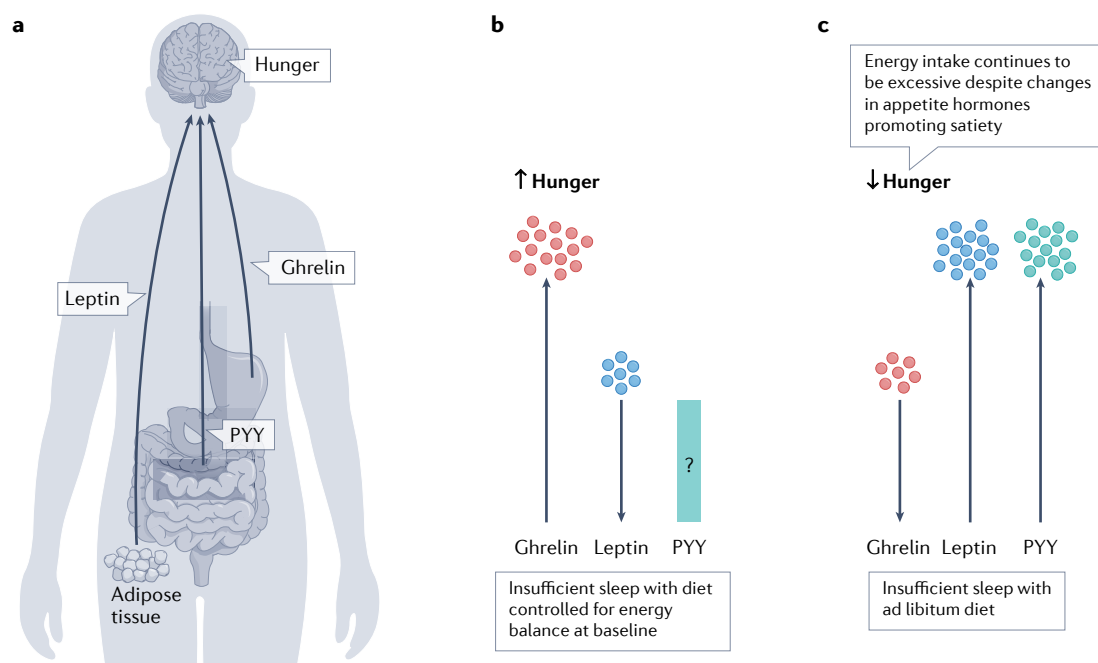 a
Hunger
Ghrelin
Leptin
PYY
Adipose
tissue
b
↑ Hunger
?
Ghrelin Leptin PYY
Insufficient sleep with diet
controlled for energy
balance at baseline
c
Energy intake continues to
be excessive despite changes
in appetite hormones
promoting satiety
↓ Hunger
Ghrelin Leptin PYY
Insufficient sleep with
ad libitum diet